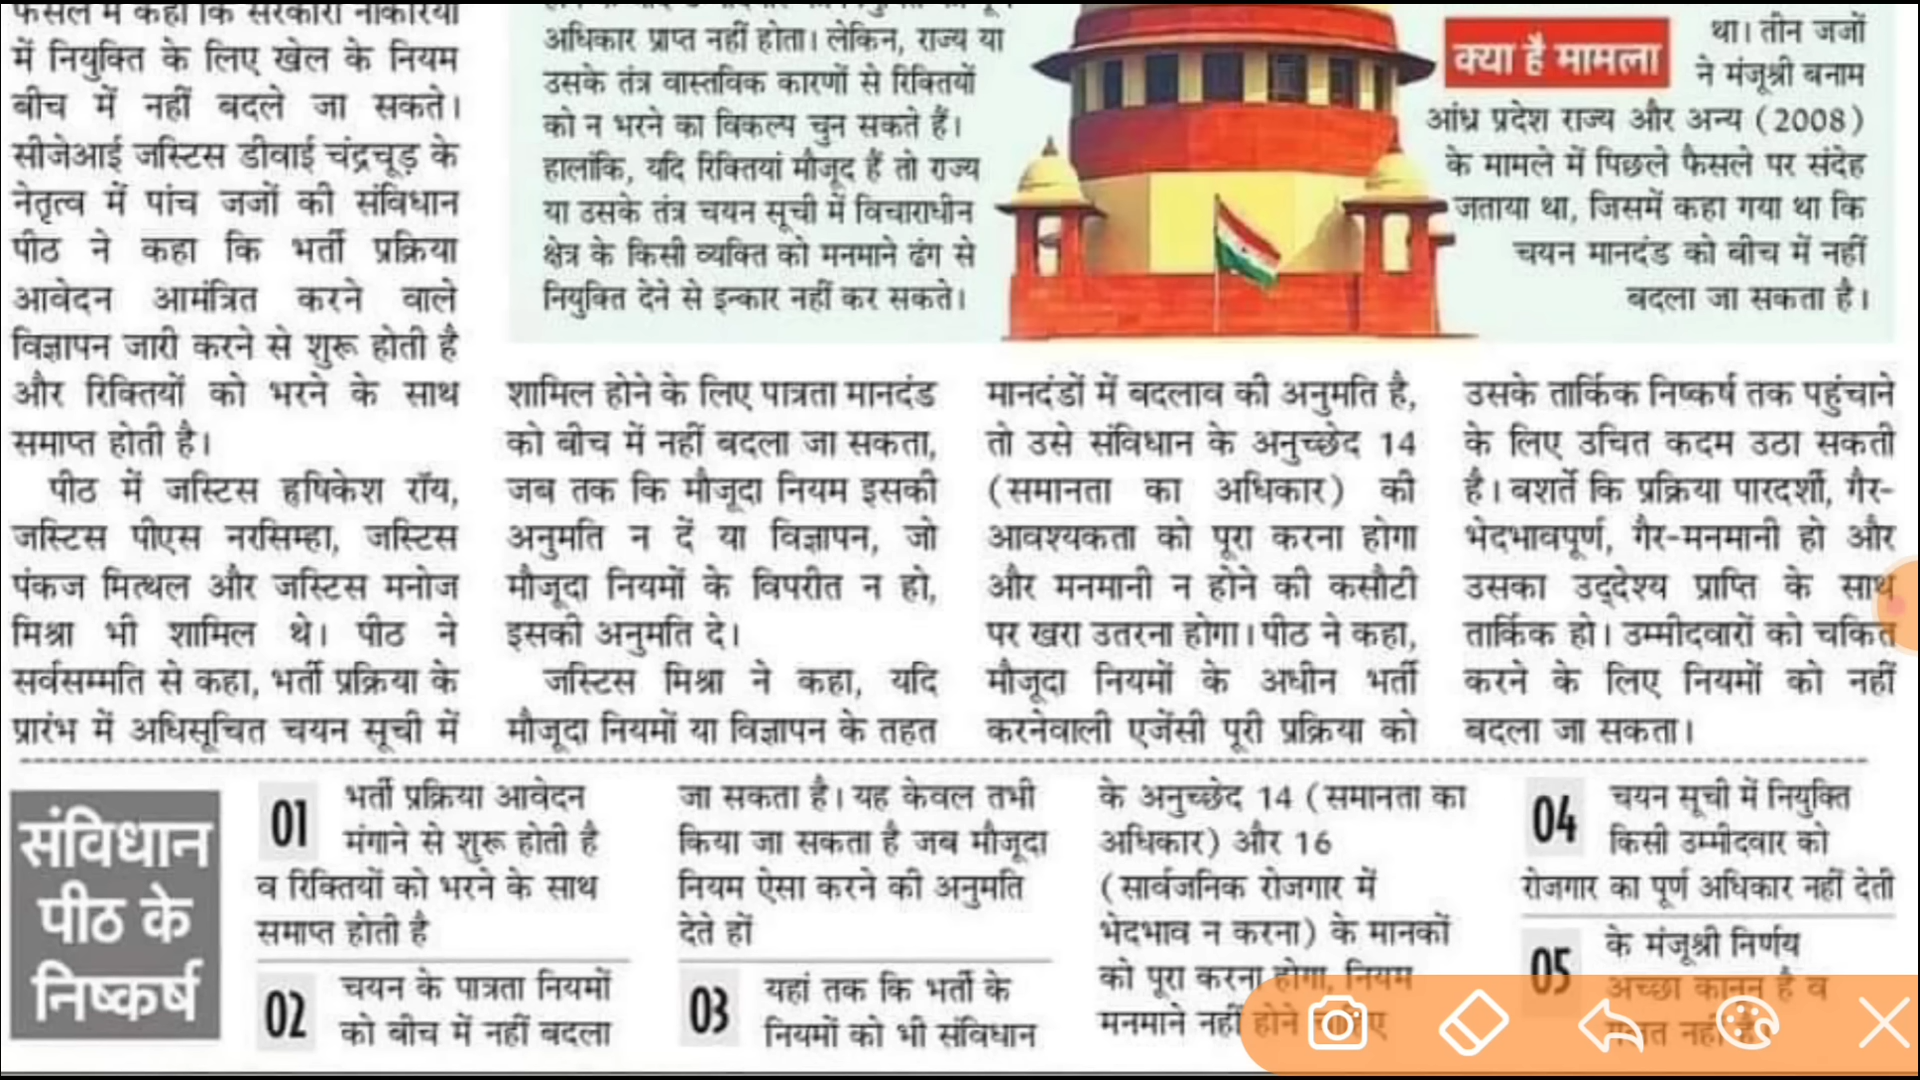 फैसले में कहा कि सरकारी नौकरियों
में नियुक्ति के लिए खेल के नियम
बीच में नहीं बदले जा सकते।
सीजेआई जस्टिस डीवाई चंद्रचूड़ के
नेतृत्व में पांच जजों की संविधान
पीठ ने कहा कि भर्ती प्रक्रिया
आवेदन आमंत्रित करने वाले
विज्ञापन जारी करने से शुरू होती है
और रिक्तियों को भरने के साथ
समाप्त होती है।
पीठ में जस्टिस हृषिकेश रॉय,
जस्टिस पीएस नरसिम्हा, जस्टिस
पंकज मित्थल और जस्टिस मनोज
मिश्रा भी शामिल थे। पीठ ने
सर्वसम्मति से कहा, भर्ती प्रक्रिया के
प्रारंभ में अधिसूचित चयन सूची में
अधिकार प्राप्त नहीं होता। लेकिन, राज्य या
उसके तंत्र वास्तविक कारणों से रिक्तियों
को न भरने का विकल्प चुन सकते हैं।
हालांकि, यदि रिक्तियां मौजूद हैं तो राज्य
या उसके तंत्र चयन सूची में विचाराधीन
क्षेत्र के किसी व्यक्ति को मनमाने ढंग से
नियुक्ति देने से इन्कार नहीं कर सकते।
क्या है मामला
था। तीन जजों
ने मंजूश्री बनाम
आंध्र प्रदेश राज्य और अन्य (2008)
के मामले में पिछले फैसले पर संदेह
जताया था, जिसमें कहा गया था कि
चयन मानदंड को बीच में नहीं
बदला जा सकता है।
शामिल होने के लिए पात्रता मानदंड
को बीच में नहीं बदला जा सकता,
जब तक कि मौजूदा नियम इसकी
अनुमति न दें या विज्ञापन, जो
मौजूदा नियमों के विपरीत न हो,
इसकी अनुमति दे।
जस्टिस मिश्रा ने कहा, यदि
मौजूदा नियमों या विज्ञापन के तहत
मानदंडों में बदलाव की अनुमति है,
तो उसे संविधान के अनुच्छेद 14
(समानता का अधिकार) की
आवश्यकता को पूरा करना होगा
और मनमानी न होने की कसौटी
पर खरा उतरना होगा। पीठ ने कहा,
मौजूदा नियमों के अधीन भर्ती
करनेवाली एजेंसी पूरी प्रक्रिया को
उसके तार्किक निष्कर्ष तक पहुंचाने
के लिए उचित कदम उठा सकती
है। बशर्ते कि प्रक्रिया पारदर्शी, गैर-
भेदभावपूर्ण, गैर-मनमानी हो और
उसका उद्देश्य प्राप्ति के साथ
तार्किक हो। उम्मीदवारों को चकित
करने के लिए नियमों को नहीं
बदला जा सकता।
संविधान
पीठ के
निष्कर्ष
01
भर्ती प्रक्रिया आवेदन
मंगाने से शुरू होती है
व रिक्तियों को भरने के साथ
समाप्त होती है
02
चयन के पात्रता नियमों
को बीच में नहीं बदला
जा सकता है। यह केवल तभी
किया जा सकता है जब मौजूदा
नियम ऐसा करने की अनुमति
देते हों
03
यहां तक कि भर्ती के
नियमों को भी संविधान
के अनुच्छेद 14 (समानता का
अधिकार) और 16
(सार्वजनिक रोजगार में
भेदभाव न करना) के मानकों
को पूरा करना होगा, नियम
मनमाने नहीं होने चाहिए
04
चयन सूची में नियुक्ति
किसी उम्मीदवार को
रोजगार का पूर्ण अधिकार नहीं देती
05
के मंजूश्री निर्णय
अच्छा कानून है व
नहीं है